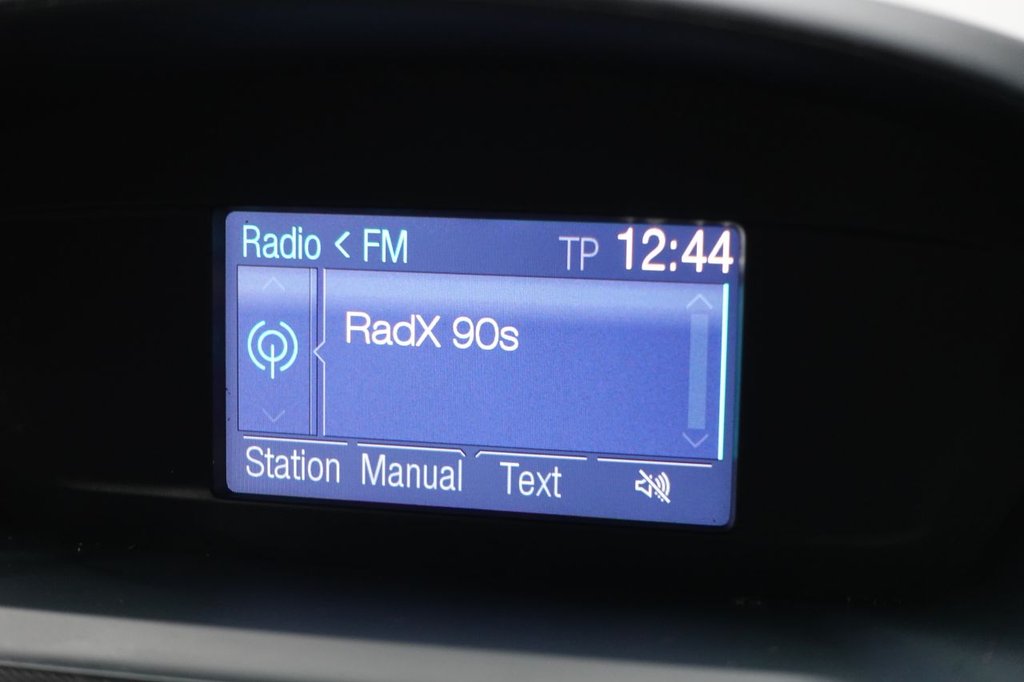 Radio < FM TP 12:44
RadX 90s
Station Manual Text